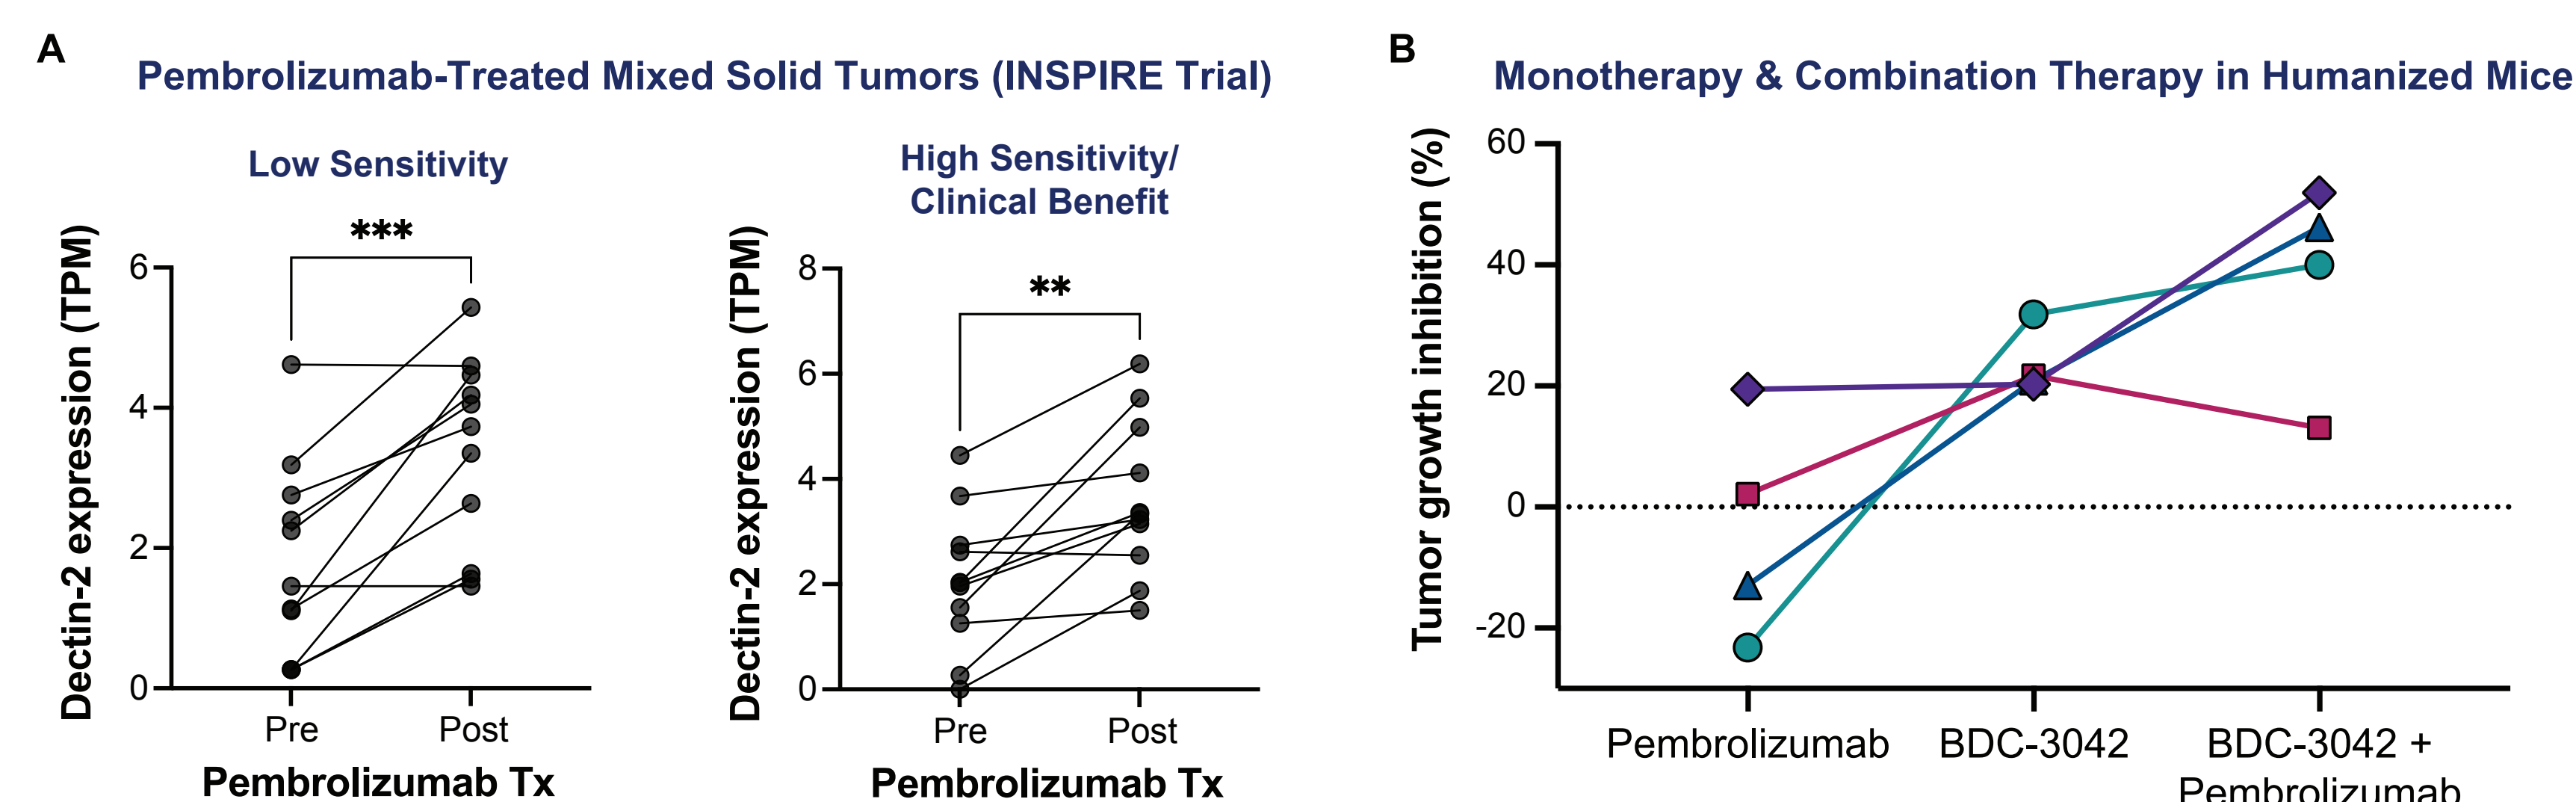 A
Pembrolizumab-Treated Mixed Solid Tumors (INSPIRE Trial)
Low Sensitivity
***
Dectin-2 expression (TPM)
6
4
2
0
Pre Post
Pembrolizumab Tx
High Sensitivity/
Clinical Benefit
**
Dectin-2 expression (TPM)
8
6
4
2
0
Pre Post
Pembrolizumab Tx
B
Monotherapy & Combination Therapy in Humanized Mice
Tumor growth inhibition (%)
60
40
20
0
-20
Pembrolizumab BDC-3042 BDC-3042 +
Pembrolizumab